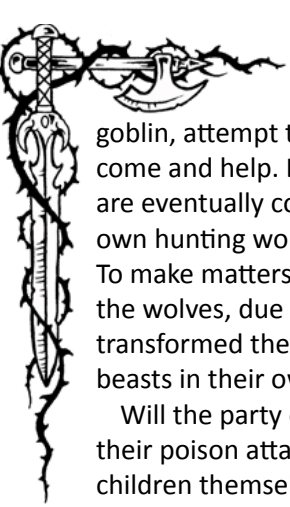 goblin, attempt t
come and help.
are eventually co
own hunting wo
To make matters
the wolves, due
transformed the
beasts in their o
Will the party
their poison atta
children themse